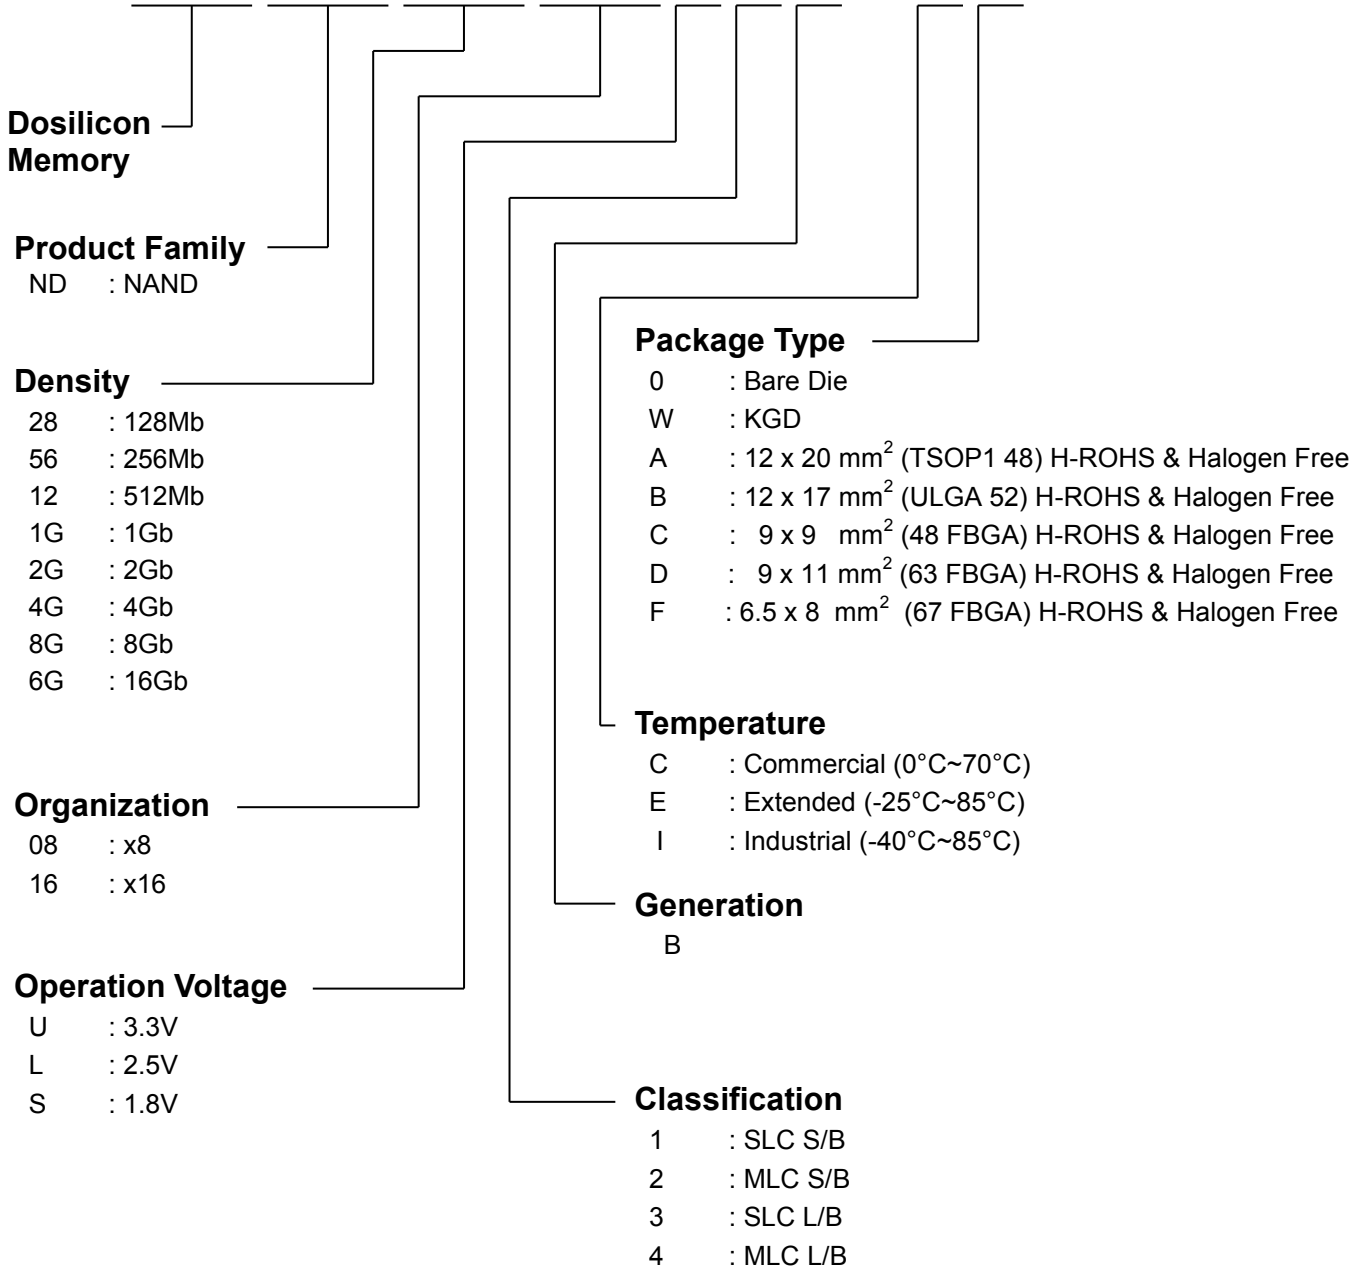 Dosilicon
Memory
Product Family
ND : NAND
Density
28 : 128Mb
56 : 256Mb
12 : 512Mb
1G : 1Gb
2G : 2Gb
4G : 4Gb
8G : 8Gb
6G : 16Gb
Organization
08 : x8
16 : x16
Operation Voltage
U : 3.3V
L : 2.5V
S : 1.8V
Package Type
0 : Bare Die
W : KGD
A : 12 x 20 mm² (TSOP1 48) H-ROHS & Halogen Free
B : 12 x 17 mm² (ULGA 52) H-ROHS & Halogen Free
C : 9 x 9 mm² (48 FBGA) H-ROHS & Halogen Free
D : 9 x 11 mm² (63 FBGA) H-ROHS & Halogen Free
F : 6.5 x 8 mm² (67 FBGA) H-ROHS & Halogen Free
Temperature
C : Commercial (0°C~70°C)
E : Extended (-25°C~85°C)
I : Industrial (-40°C~85°C)
Generation
B
Classification
1 : SLC S/B
2 : MLC S/B
3 : SLC L/B
4 : MLC L/B